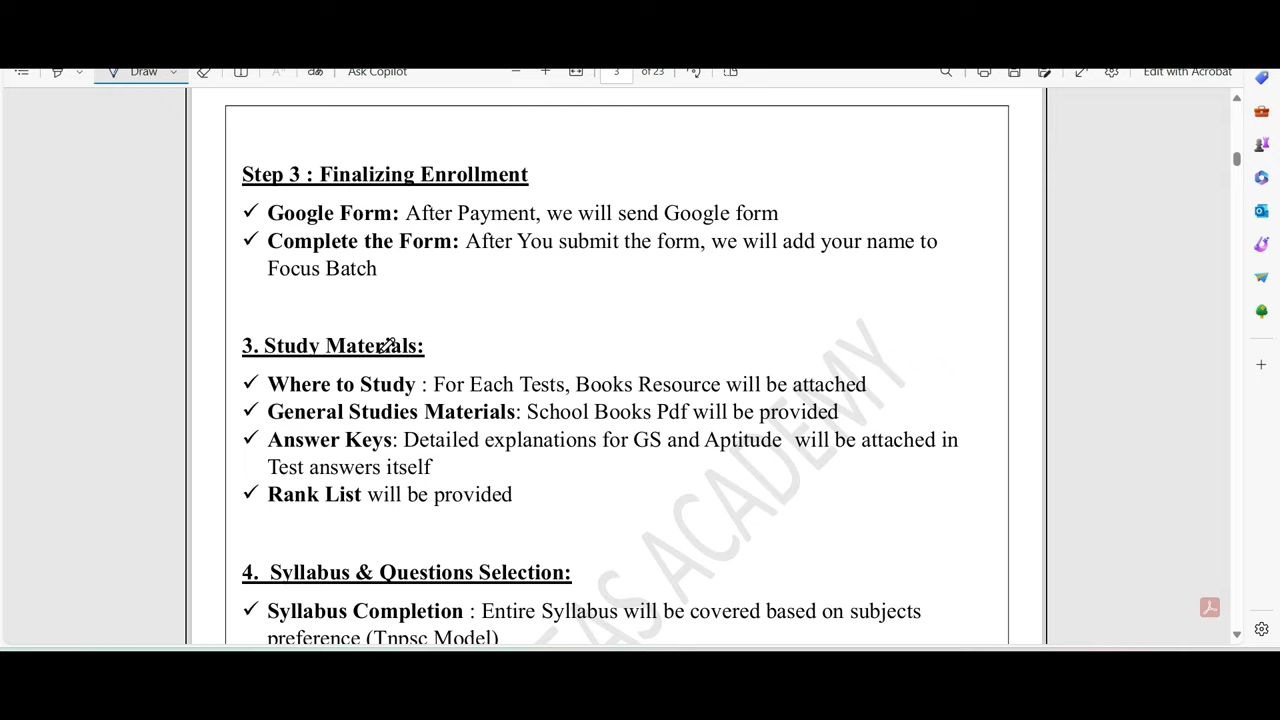 Draw
Ask Copilot
3 of 23
Edit with Acrobat
Step 3 : Finalizing Enrollment
✓ Google Form: After Payment, we will send Google form
✓ Complete the Form: After You submit the form, we will add your name to
Focus Batch
3. Study Materials:
✓ Where to Study : For Each Tests, Books Resource will be attached
✓ General Studies Materials: School Books Pdf will be provided
✓ Answer Keys: Detailed explanations for GS and Aptitude will be attached in
Test answers itself
✓ Rank List will be provided
4. Syllabus & Questions Selection:
✓ Syllabus Completion : Entire Syllabus will be covered based on subjects
preference (Tnpsc Model)
ACADEMY